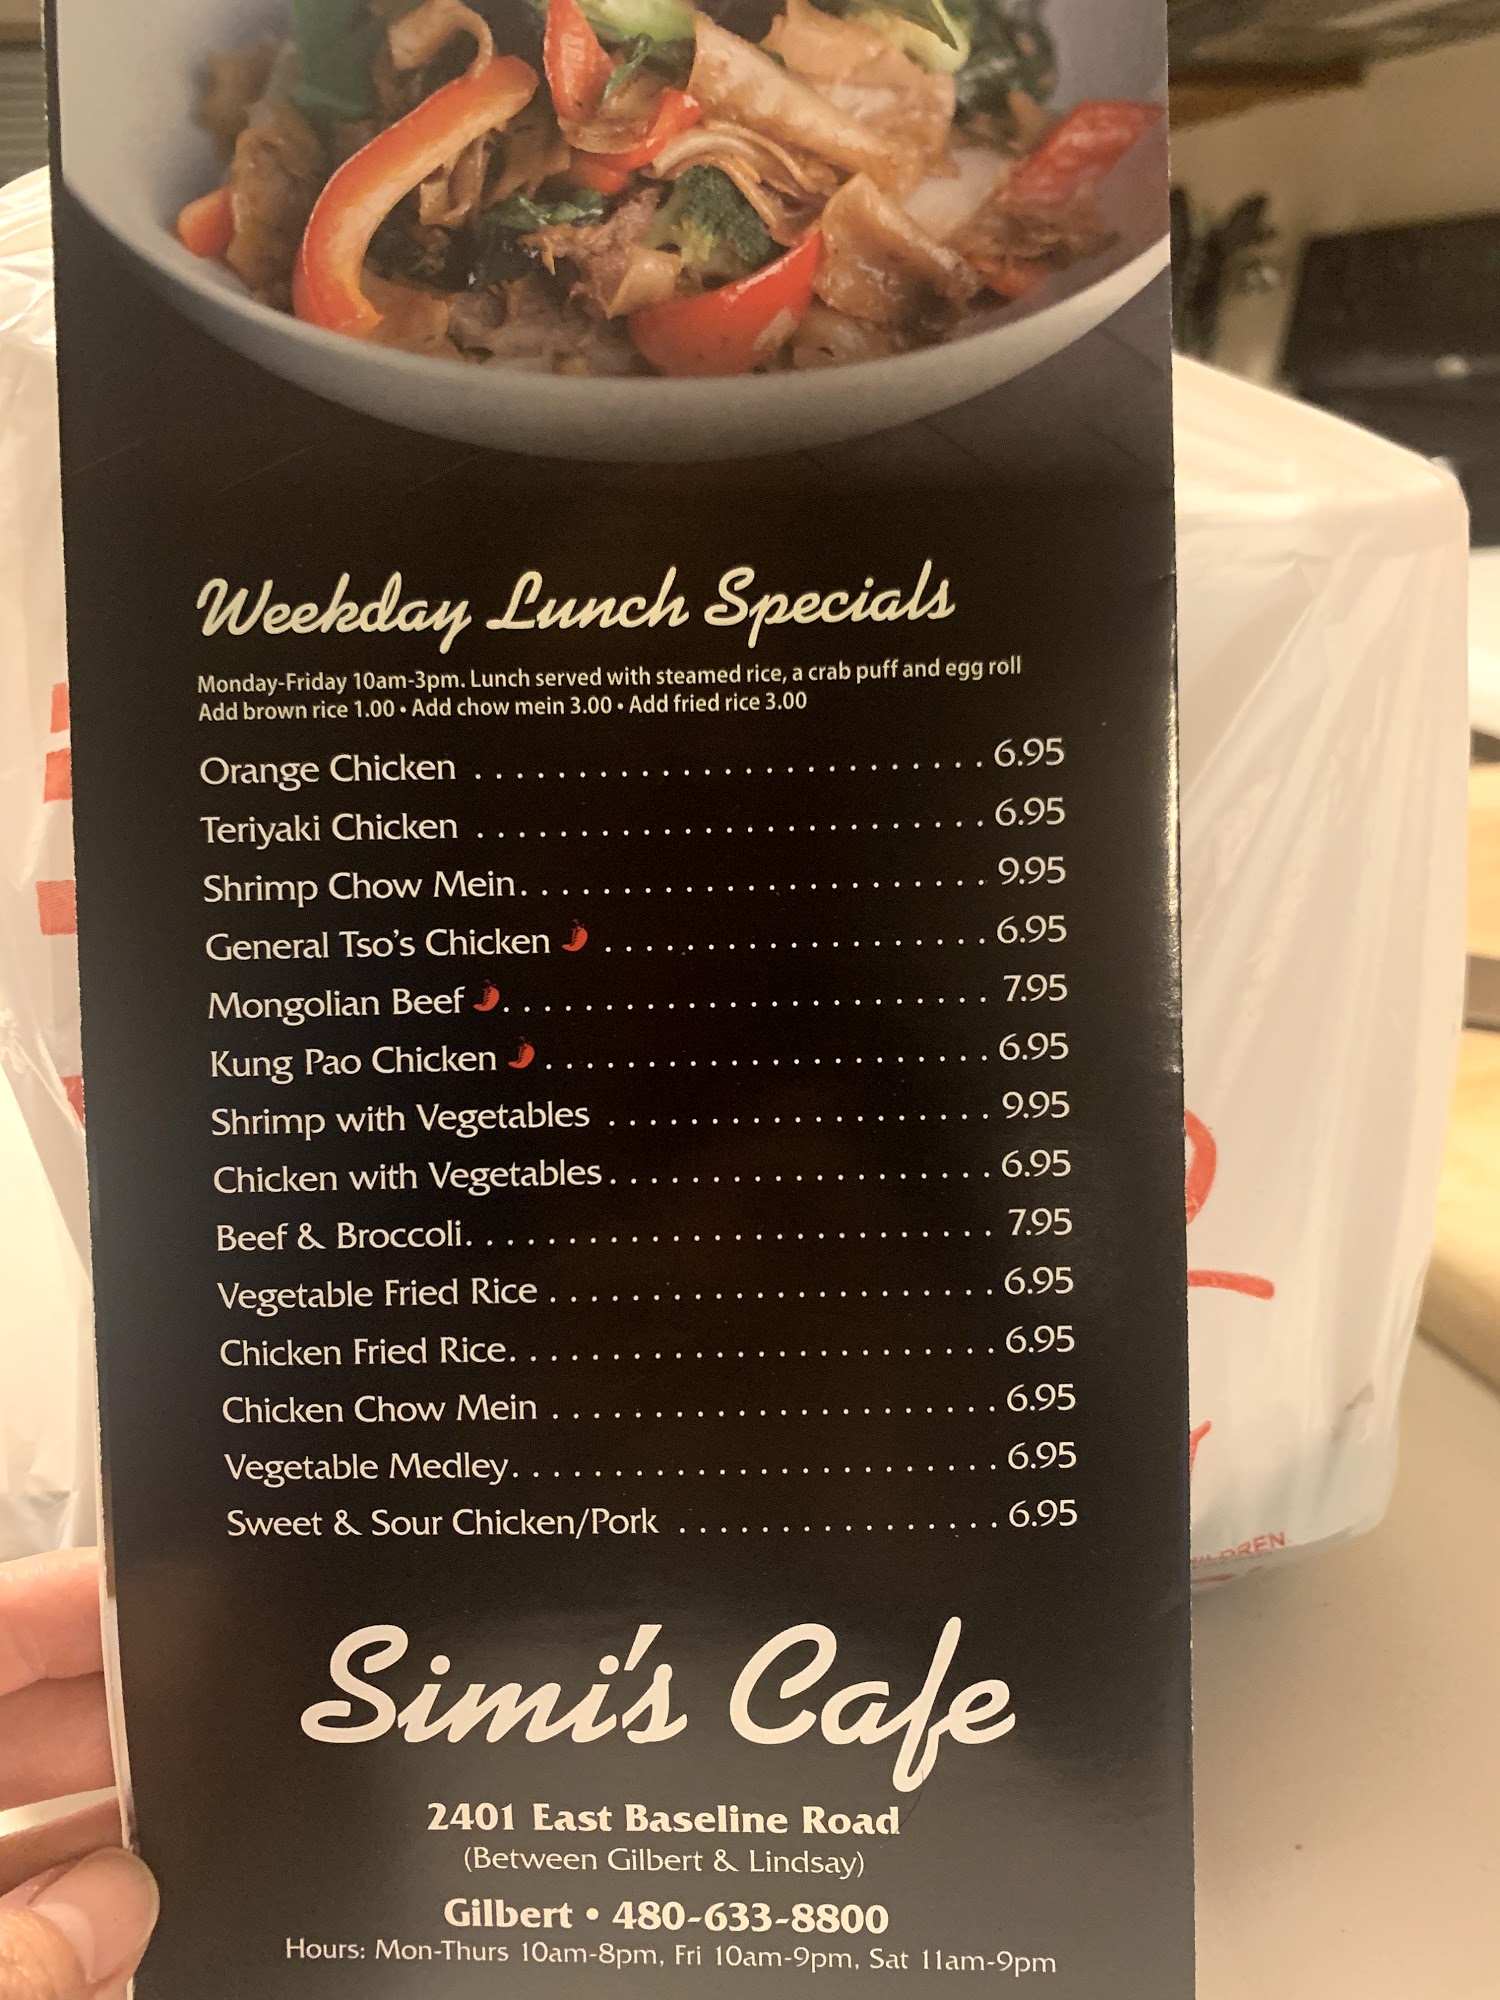 Weekday Lunch Specials
Monday-Friday 10am-3pm. Lunch served with steamed rice, a crab puff and egg roll
Add brown rice 1.00 • Add chow mein 3.00 • Add fried rice 3.00
Orange Chicken . . . . . . . . . . . . . . . . . . . . . . . . . 6.95
Teriyaki Chicken . . . . . . . . . . . . . . . . . . . . . . . . . 6.95
Shrimp Chow Mein. . . . . . . . . . . . . . . . . . . . . . . 9.95
General Tso's Chicken . . . . . . . . . . . . . . . . . . . 6.95
Mongolian Beef . . . . . . . . . . . . . . . . . . . . . . . . 7.95
Kung Pao Chicken . . . . . . . . . . . . . . . . . . . . . . 6.95
Shrimp with Vegetables . . . . . . . . . . . . . . . . . . . 9.95
Chicken with Vegetables. . . . . . . . . . . . . . . . . . . 6.95
Beef & Broccoli. . . . . . . . . . . . . . . . . . . . . . . . . . 7.95
Vegetable Fried Rice . . . . . . . . . . . . . . . . . . . . . . 6.95
Chicken Fried Rice. . . . . . . . . . . . . . . . . . . . . . . . 6.95
Chicken Chow Mein . . . . . . . . . . . . . . . . . . . . . . 6.95
Vegetable Medley. . . . . . . . . . . . . . . . . . . . . . . . 6.95
Sweet & Sour Chicken/Pork . . . . . . . . . . . . . . . . 6.95
Simi's Cafe
2401 East Baseline Road
(Between Gilbert & Lindsay)
Gilbert • 480-633-8800
Hours: Mon-Thurs 10am-8pm, Fri 10am-9pm, Sat 11am-9pm